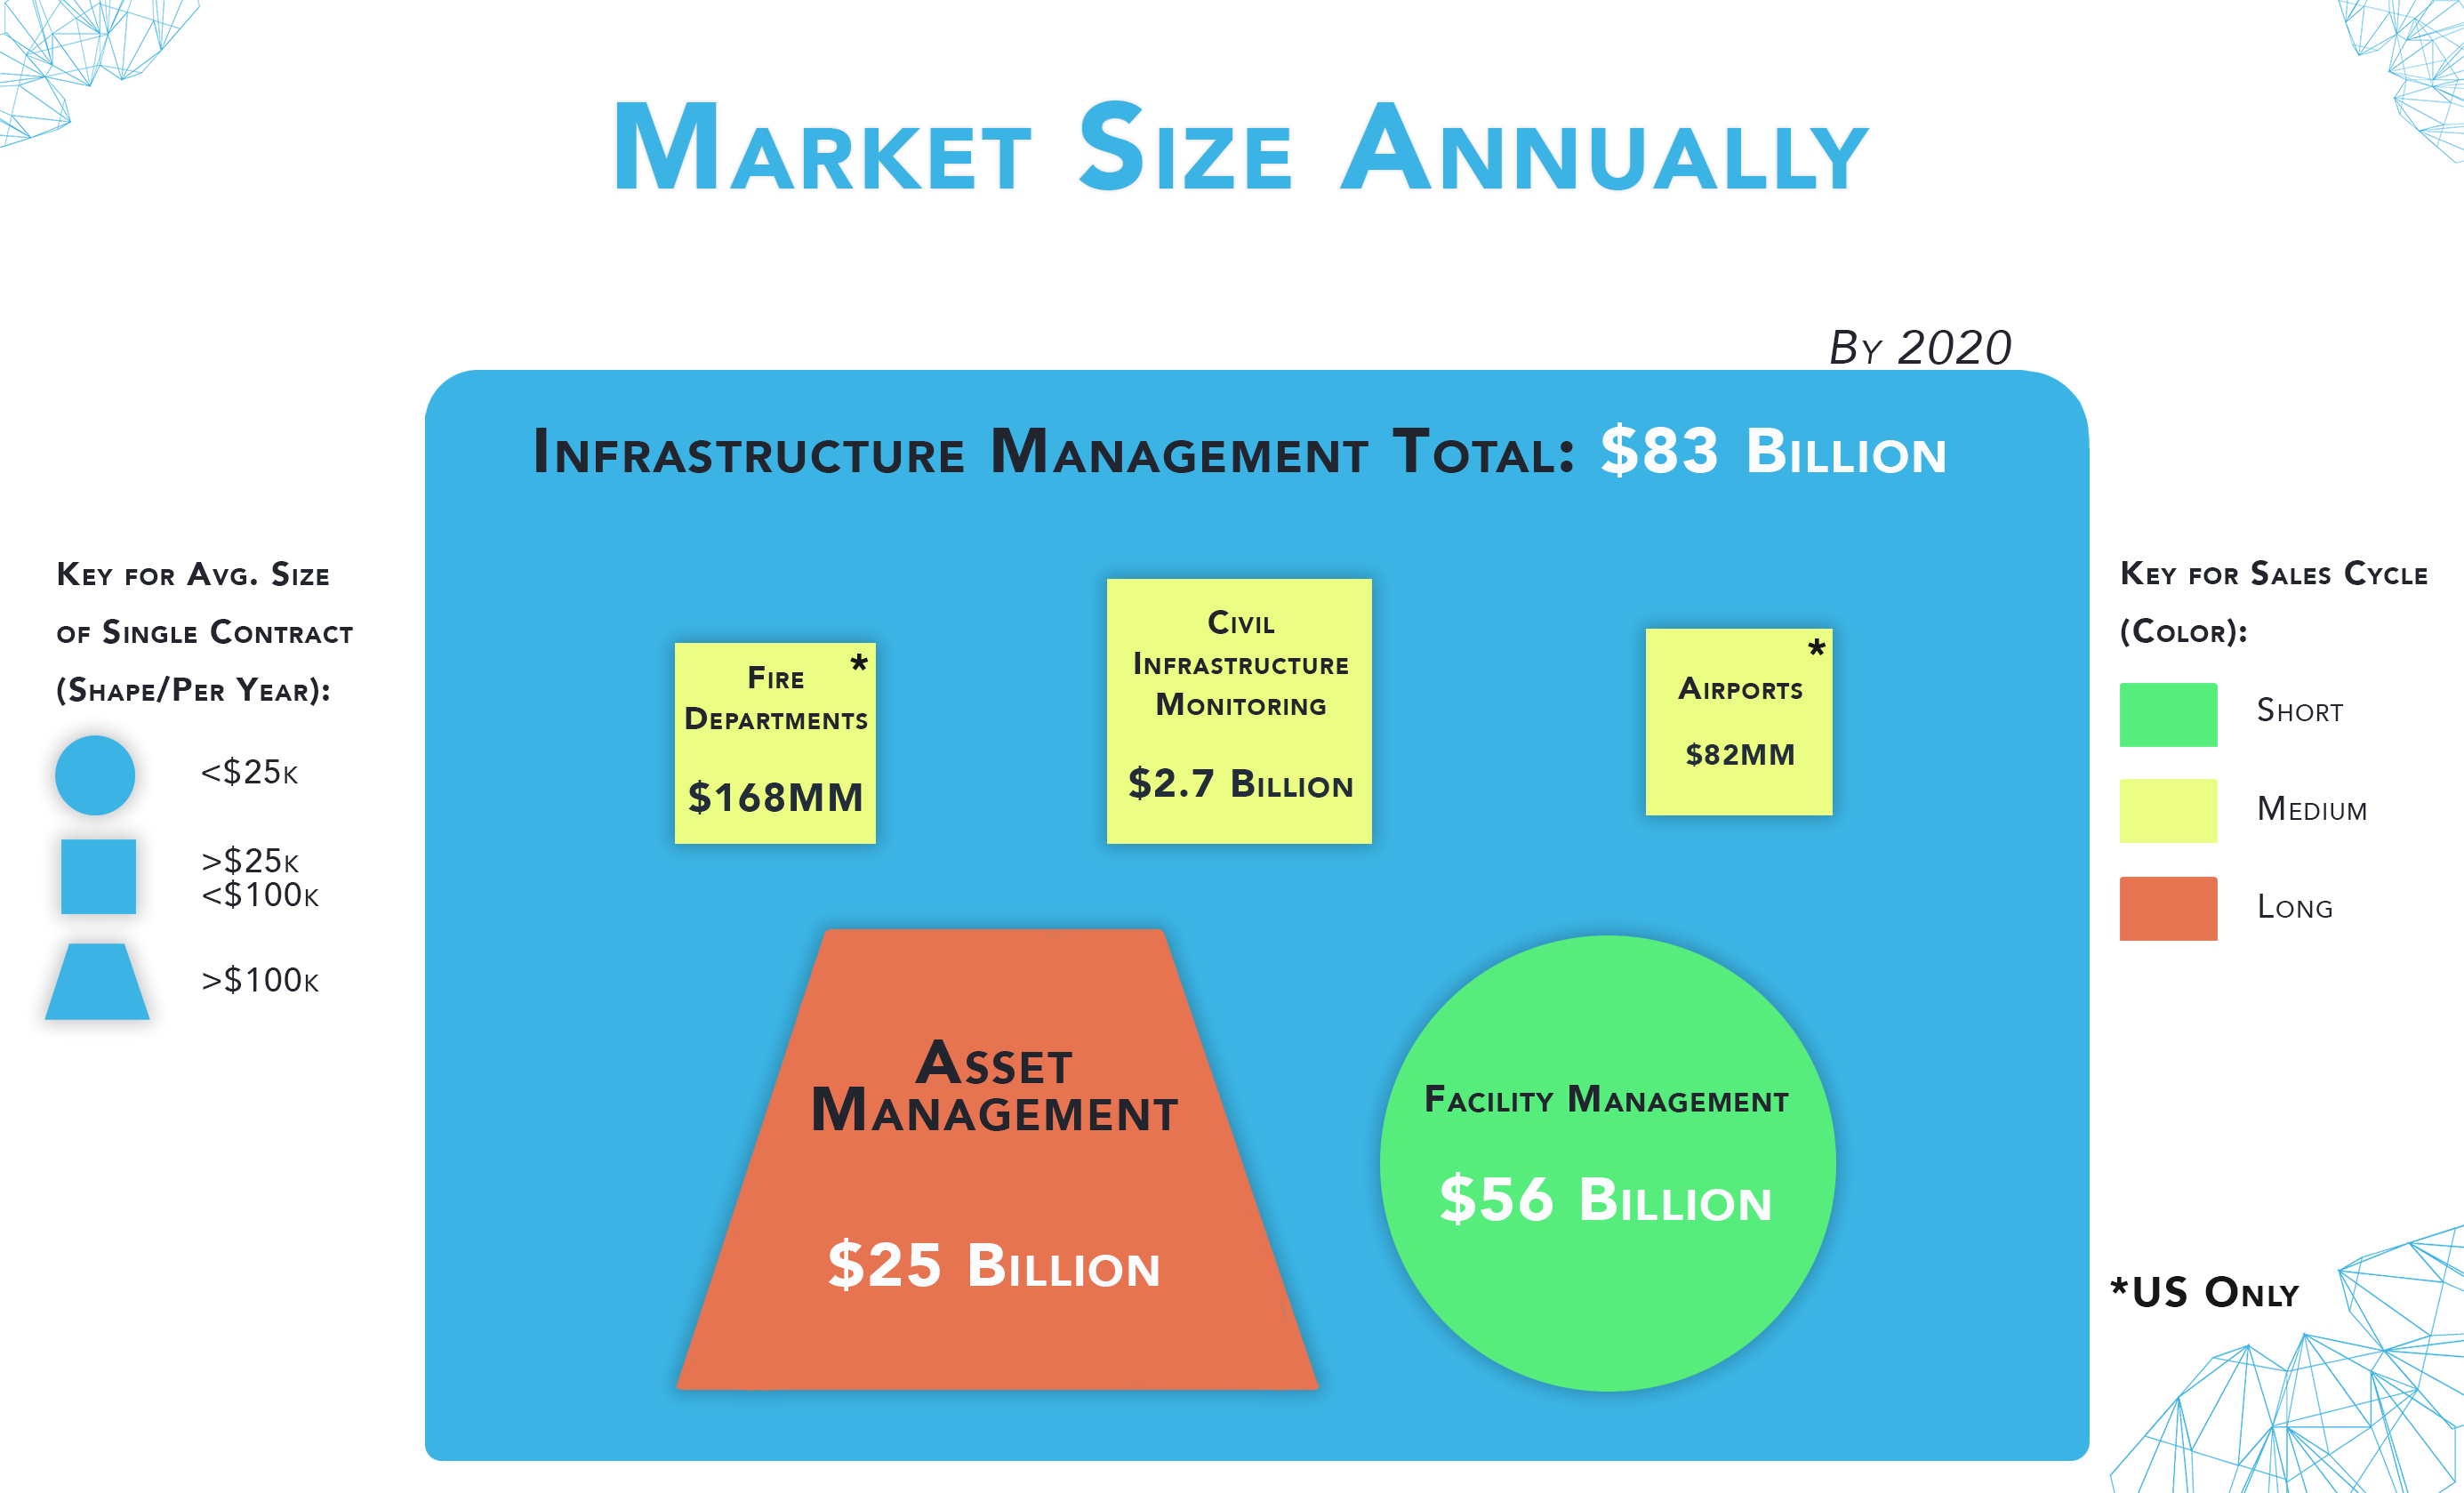 Market Size Annually
By 2020
Infrastructure Management Total: $83 Billion
Key for Avg. Size
of Single Contract
(Shape/Per Year):
<$25k
>$25k
<$100k
>$100k
Fire *
Departments
$168MM
Civil
Infrastructure
Monitoring
$2.7 Billion
*
Airports
$82MM
Asset
Management
$25 Billion
Facility Management
$56 Billion
Key for Sales Cycle
(Color):
Short
Medium
Long
*US Only